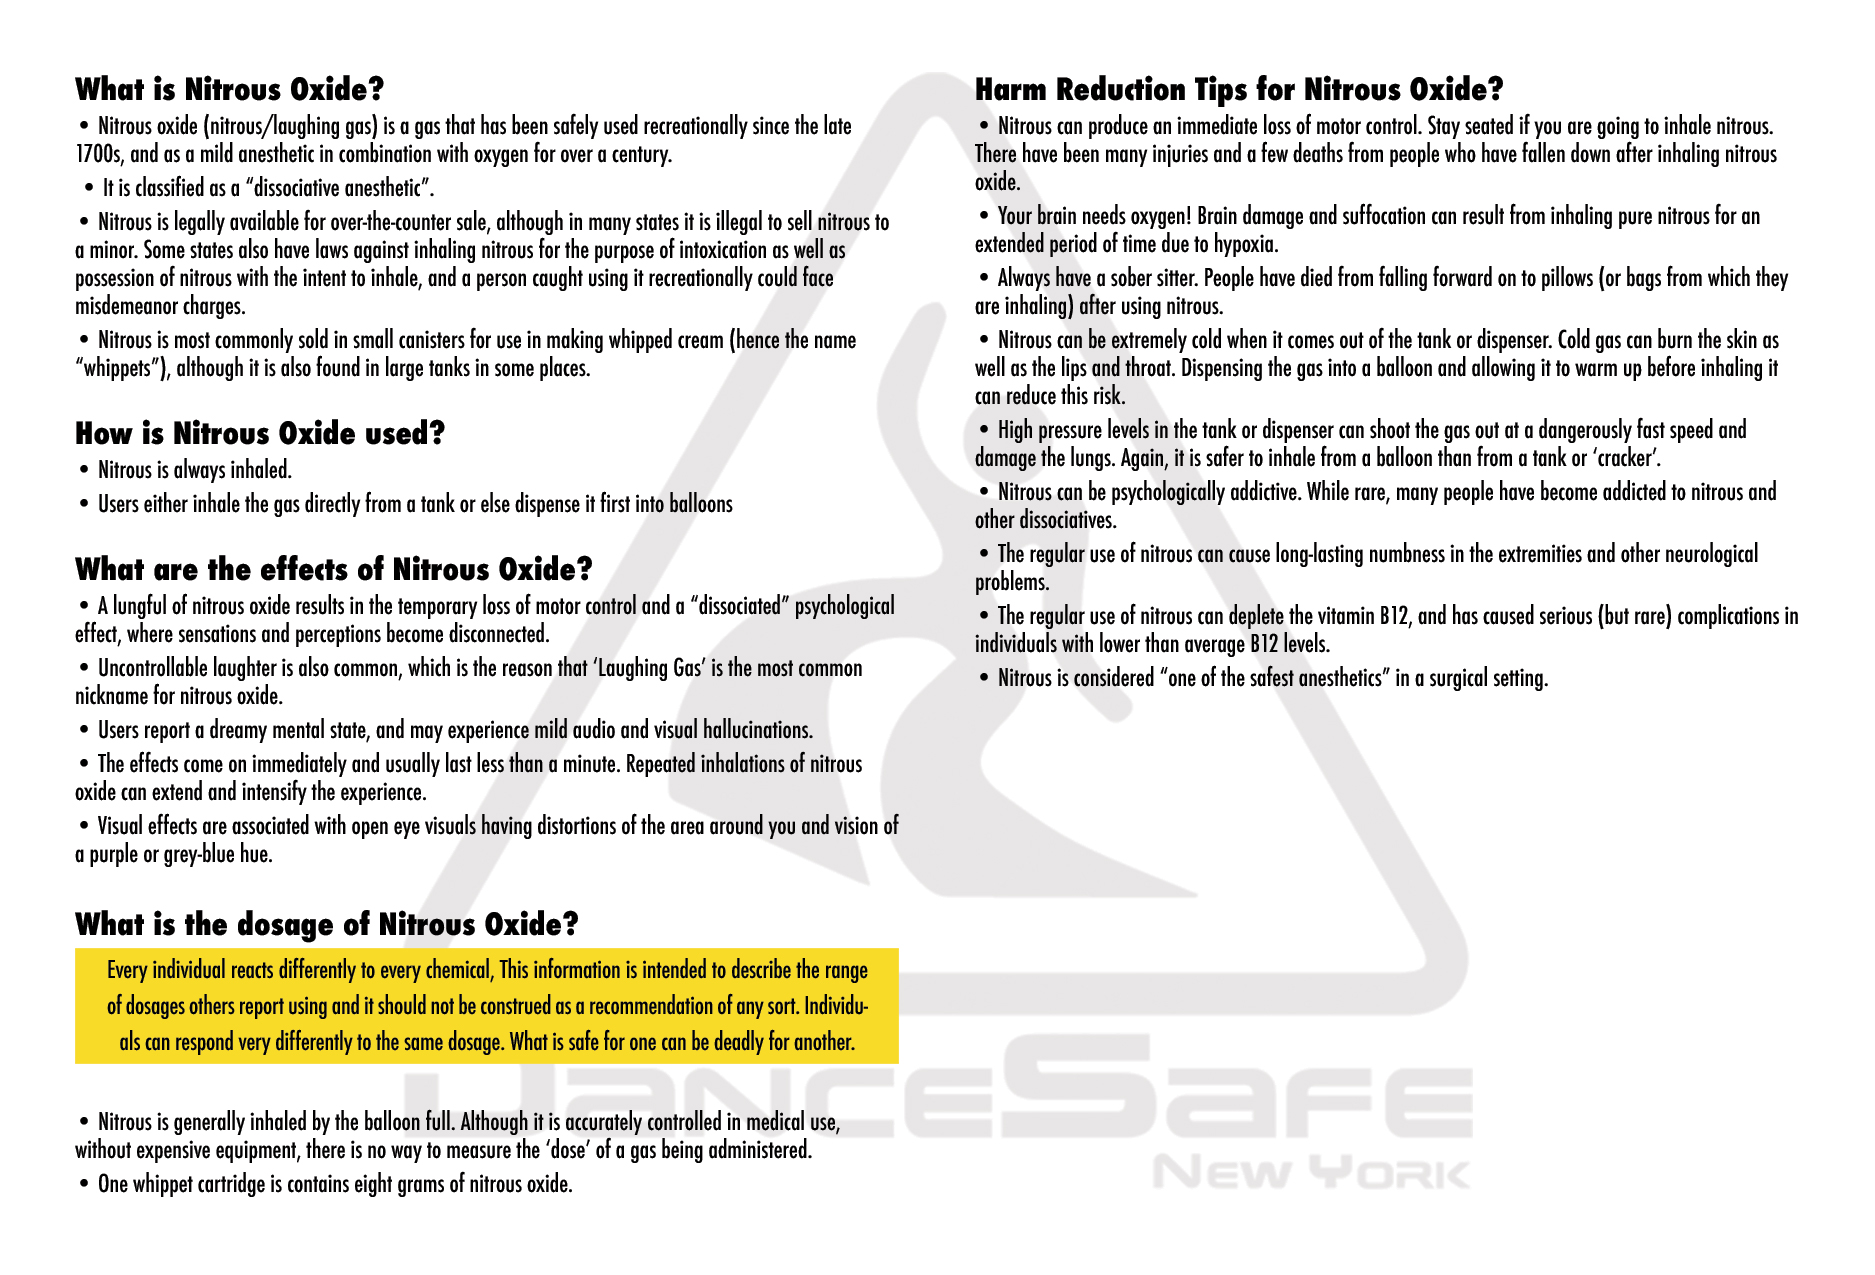 What is Nitrous Oxide?
• Nitrous oxide (nitrous/laughing gas) is a gas that has been safely used recreationally since the late
1700s, and as a mild anesthetic in combination with oxygen for over a century.
• It is classified as a “dissociative anesthetic”.
• Nitrous is legally available for over-the-counter sale, although in many states it is illegal to sell nitrous to
a minor. Some states also have laws against inhaling nitrous for the purpose of intoxication as well as
possession of nitrous with the intent to inhale, and a person caught using it recreationally could face
misdemeanor charges.
• Nitrous is most commonly sold in small canisters for use in making whipped cream (hence the name
“whippets”), although it is also found in large tanks in some places.
How is Nitrous Oxide used?
• Nitrous is always inhaled.
• Users either inhale the gas directly from a tank or else dispense it first into balloons
What are the effects of Nitrous Oxide?
• A lungful of nitrous oxide results in the temporary loss of motor control and a “dissociated” psychological
effect, where sensations and perceptions become disconnected.
• Uncontrollable laughter is also common, which is the reason that ‘Laughing Gas’ is the most common
nickname for nitrous oxide.
• Users report a dreamy mental state, and may experience mild audio and visual hallucinations.
• The effects come on immediately and usually last less than a minute. Repeated inhalations of nitrous
oxide can extend and intensify the experience.
• Visual effects are associated with open eye visuals having distortions of the area around you and vision of
a purple or grey-blue hue.
What is the dosage of Nitrous Oxide?
Every individual reacts differently to every chemical, This information is intended to describe the range
of dosages others report using and it should not be construed as a recommendation of any sort. Individu-
als can respond very differently to the same dosage. What is safe for one can be deadly for another.
• Nitrous is generally inhaled by the balloon full. Although it is accurately controlled in medical use,
without expensive equipment, there is no way to measure the ‘dose’ of a gas being administered.
• One whippet cartridge is contains eight grams of nitrous oxide.
Harm Reduction Tips for Nitrous Oxide?
• Nitrous can produce an immediate loss of motor control. Stay seated if you are going to inhale nitrous.
There have been many injuries and a few deaths from people who have fallen down after inhaling nitrous
oxide.
• Your brain needs oxygen! Brain damage and suffocation can result from inhaling pure nitrous for an
extended period of time due to hypoxia.
• Always have a sober sitter. People have died from falling forward on to pillows (or bags from which they
are inhaling) after using nitrous.
• Nitrous can be extremely cold when it comes out of the tank or dispenser. Cold gas can burn the skin as
well as the lips and throat. Dispensing the gas into a balloon and allowing it to warm up before inhaling it
can reduce this risk.
• High pressure levels in the tank or dispenser can shoot the gas out at a dangerously fast speed and
damage the lungs. Again, it is safer to inhale from a balloon than from a tank or ‘cracker’.
• Nitrous can be psychologically addictive. While rare, many people have become addicted to nitrous and
other dissociatives.
• The regular use of nitrous can cause long-lasting numbness in the extremities and other neurological
problems.
• The regular use of nitrous can deplete the vitamin B12, and has caused serious (but rare) complications in
individuals with lower than average B12 levels.
• Nitrous is considered “one of the safest anesthetics” in a surgical setting.
DanceSafe
New York